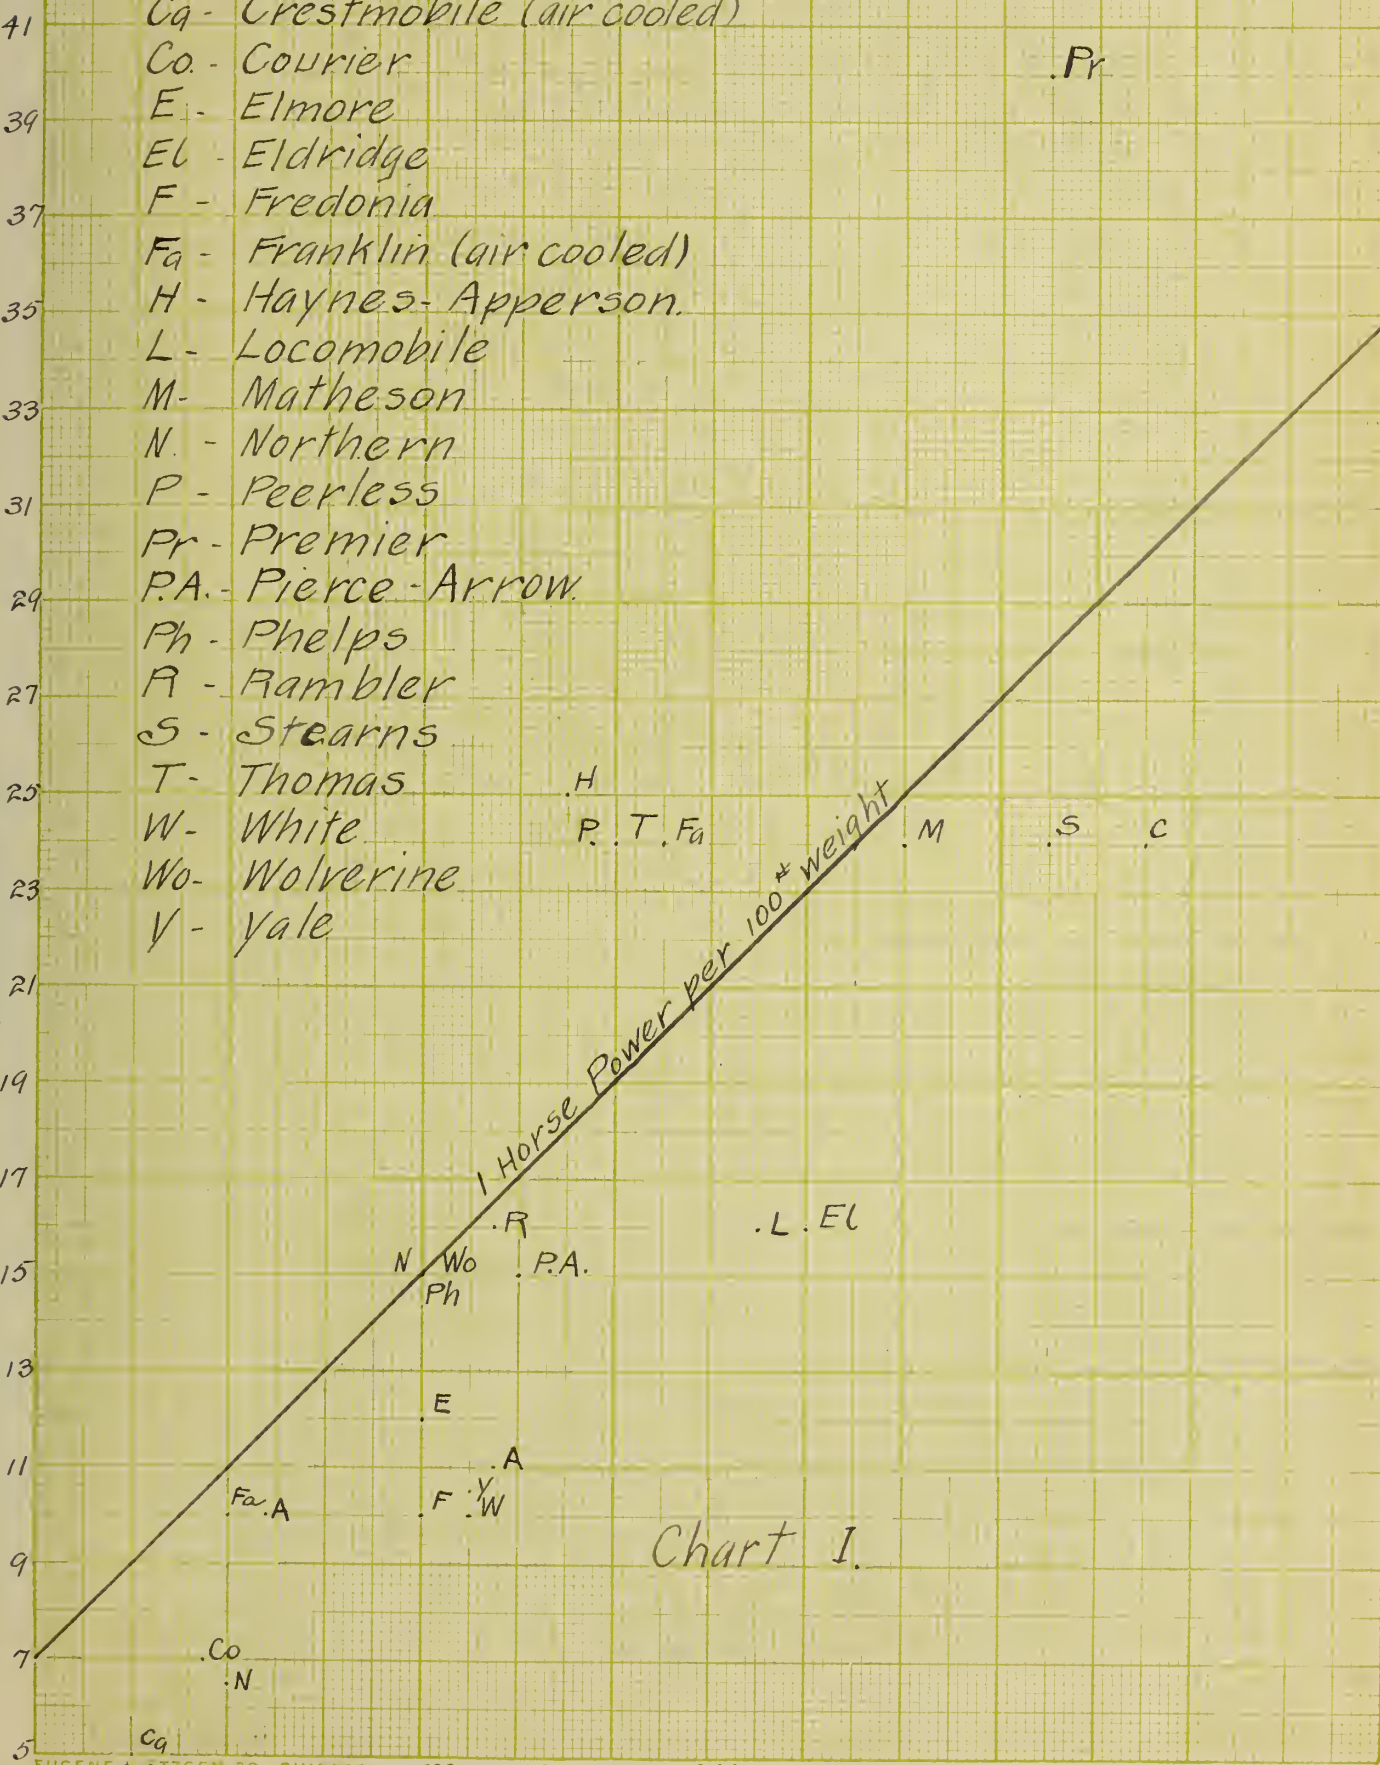 Ca - Crestmobile (air cooled)
Co. - Courier
E - Elmore
El - Eldridge
F - Fredonia
Fa - Franklin (air cooled)
H - Haynes-Apperson.
L - Locomobile
M- Matheson
N. - Northern
P - Peerless
Pr - Premier
P.A. - Pierce-Arrow.
Ph - Phelps
R - Rambler
S - Stearns
T - Thomas
W- White
Wo- Wolverine
Y - Yale
41
39
37
35
33
31
29
27
25
23
21
19
17
15
13
11
9
7
5
.Pr
.H
P. .T .Fa
.M
.S
.C
1 Horse Power per 100# weight
.R
.L .El
N Wo
.P.A.
Ph
.E
.A
Fa .A
.F .Y
.W
Chart I.
.Co
.N
Ca